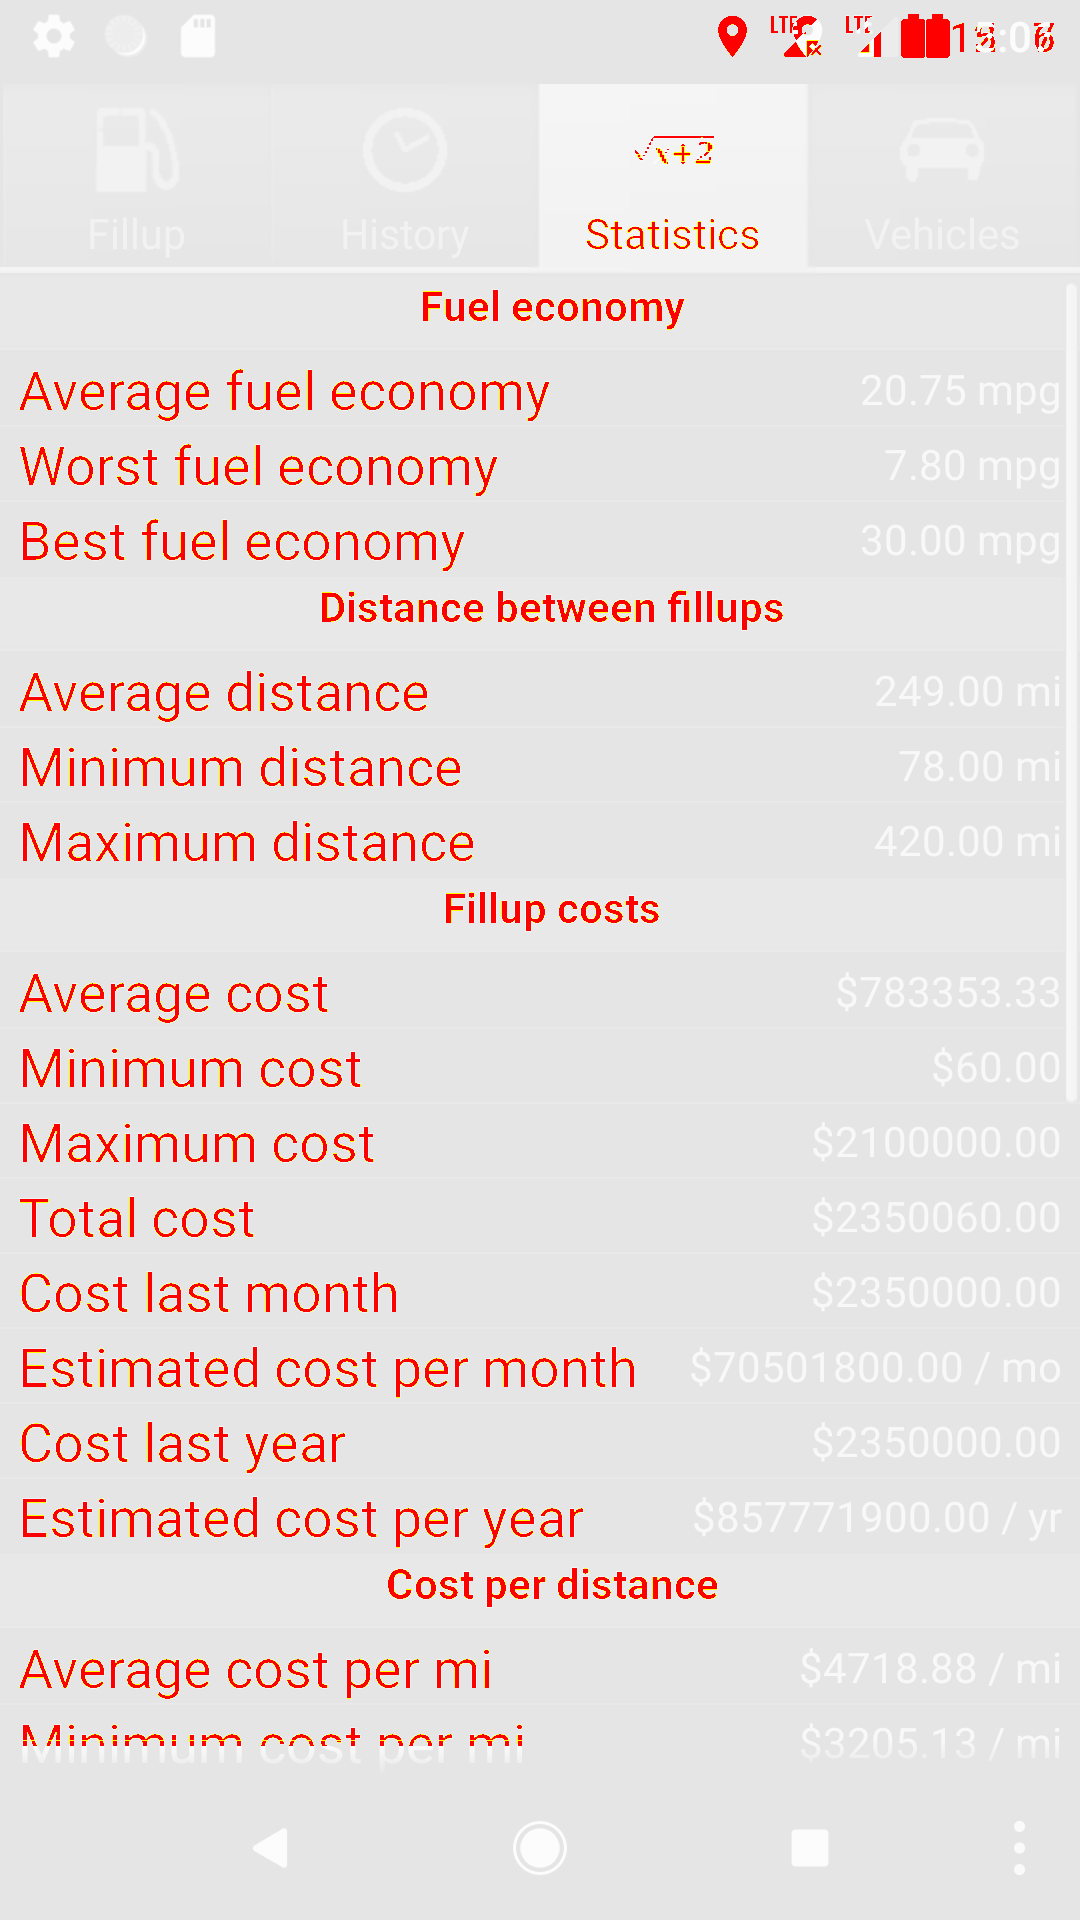 LTE LTE
√x+2
Fillup History Statistics Vehicles
Fuel economy
Average fuel economy 20.75 mpg
Worst fuel economy 7.80 mpg
Best fuel economy 30.00 mpg
Distance between fillups
Average distance 249.00 mi
Minimum distance 78.00 mi
Maximum distance 420.00 mi
Fillup costs
Average cost $783353.33
Minimum cost $60.00
Maximum cost $2100000.00
Total cost $2350060.00
Cost last month $2350000.00
Estimated cost per month $70501800.00 / mo
Cost last year $2350000.00
Estimated cost per year $857771900.00 / yr
Cost per distance
Average cost per mi $4718.88 / mi
Minimum cost per mi $3205.13 / mi